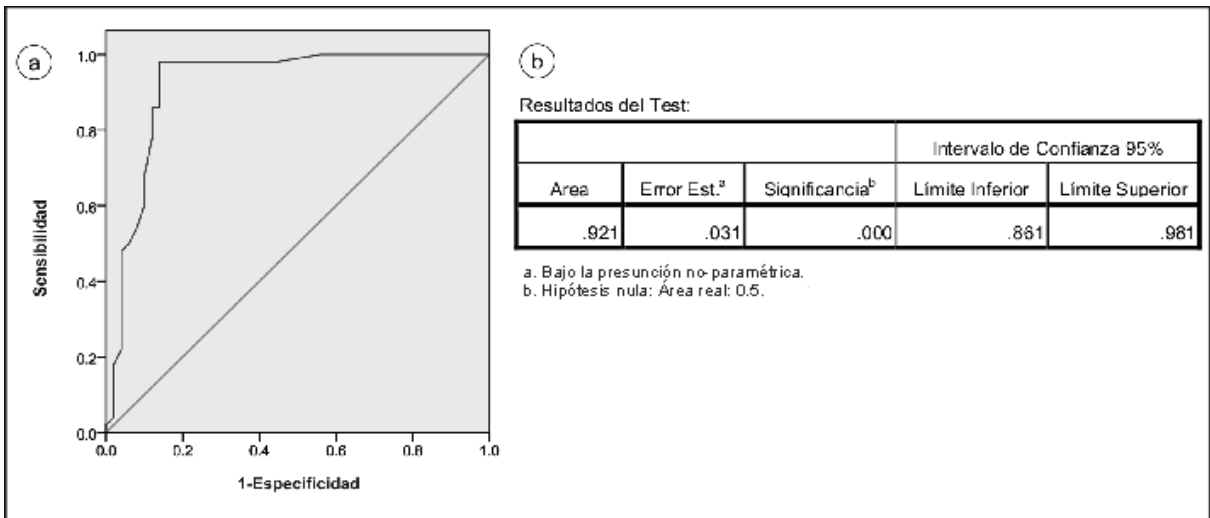 a
1.0
0.8
0.6
0.4
0.2
0.0
0.0 0.2 0.4 0.6 0.8 1.0
Sensibilidad
1-Especificidad
b
Resultados del Test:
Intervalo de Confianza 95%
Area Error Est.a Significanciab Límite Inferior Límite Superior
.921 .031 .000 .861 .981
a. Bajo la presunción no-paramétrica.
b. Hipótesis nula: Área real: 0.5.